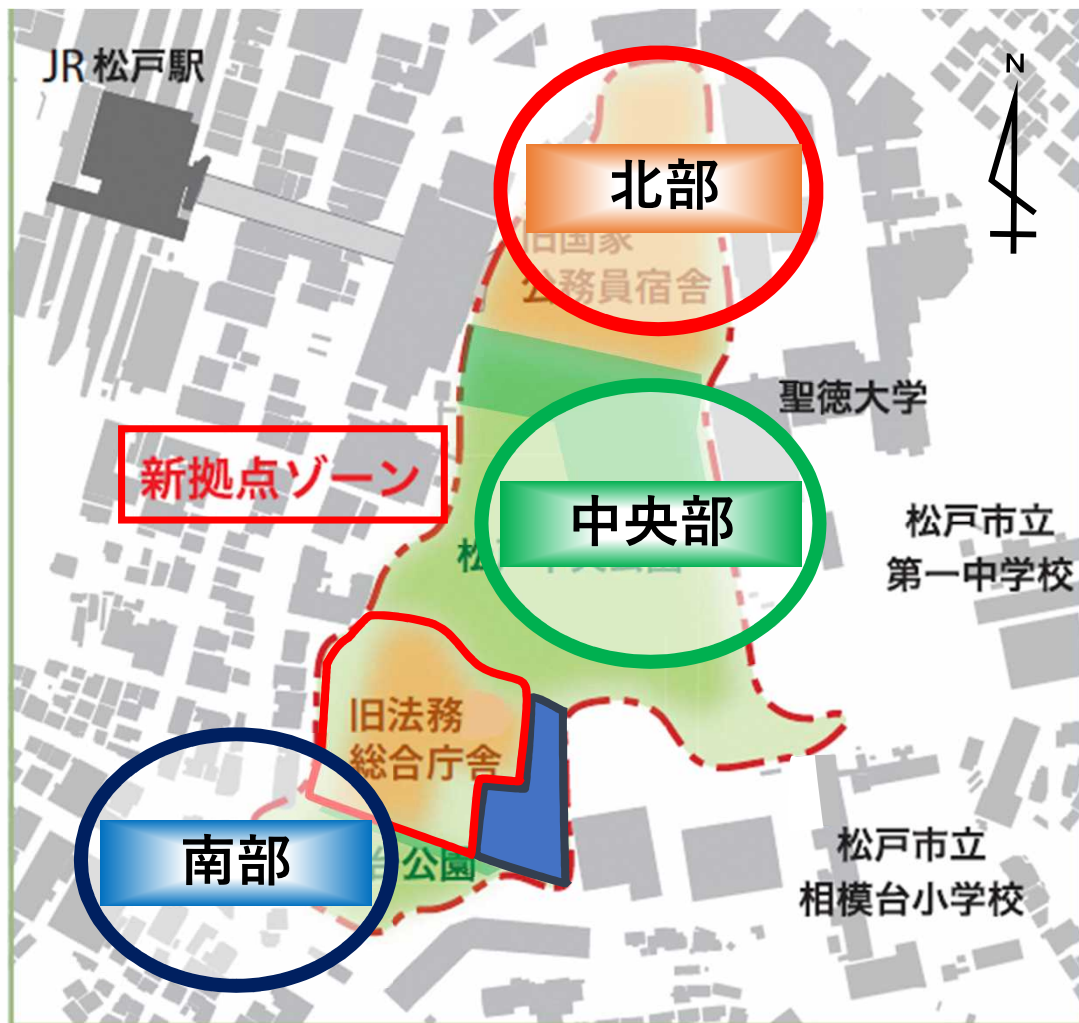 JR 松戸駅
N
北部
旧国家
公務員宿舎
聖徳大学
新拠点ゾーン
中央部
松戸市立
第一中学校
旧法務
総合庁舎
南部
公園
松戸市立
相模台小学校